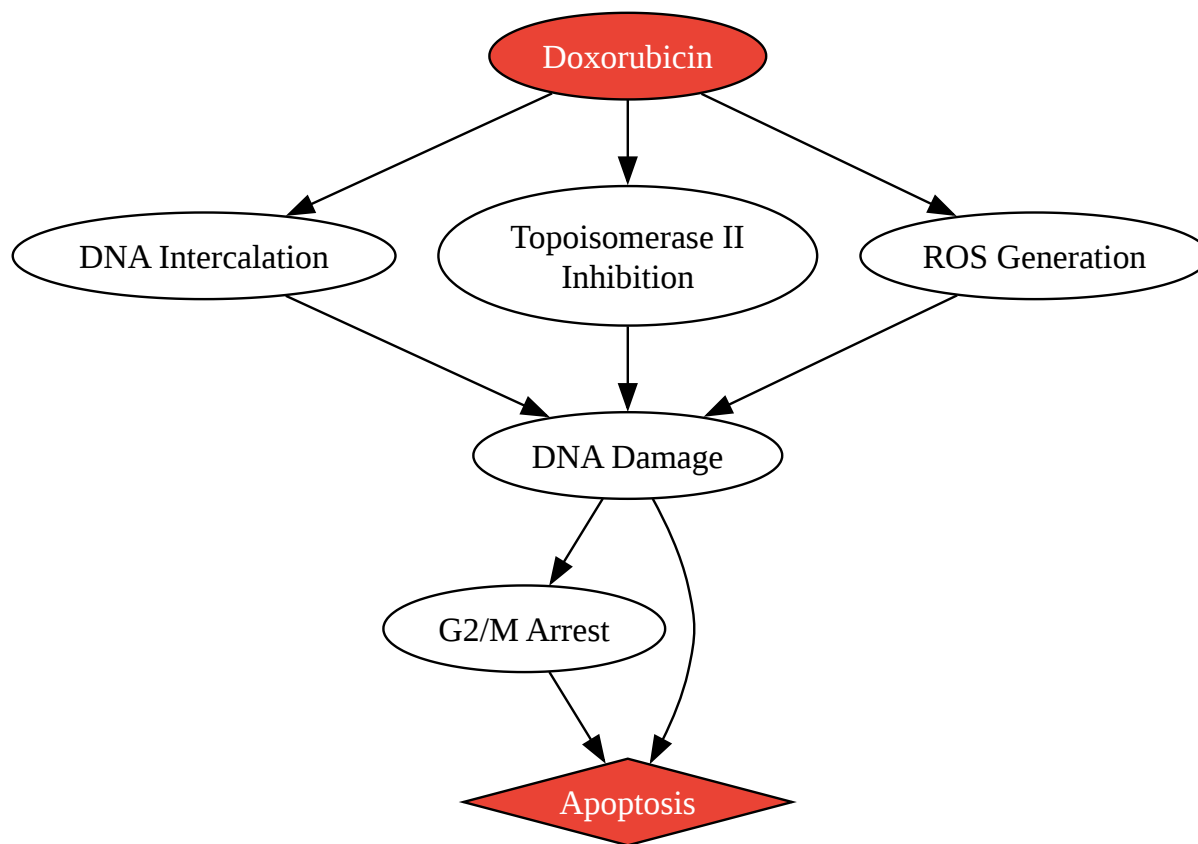 Doxorubicin
DNA Intercalation
Topoisomerase II
Inhibition
ROS Generation
DNA Damage
G2/M Arrest
Apoptosis